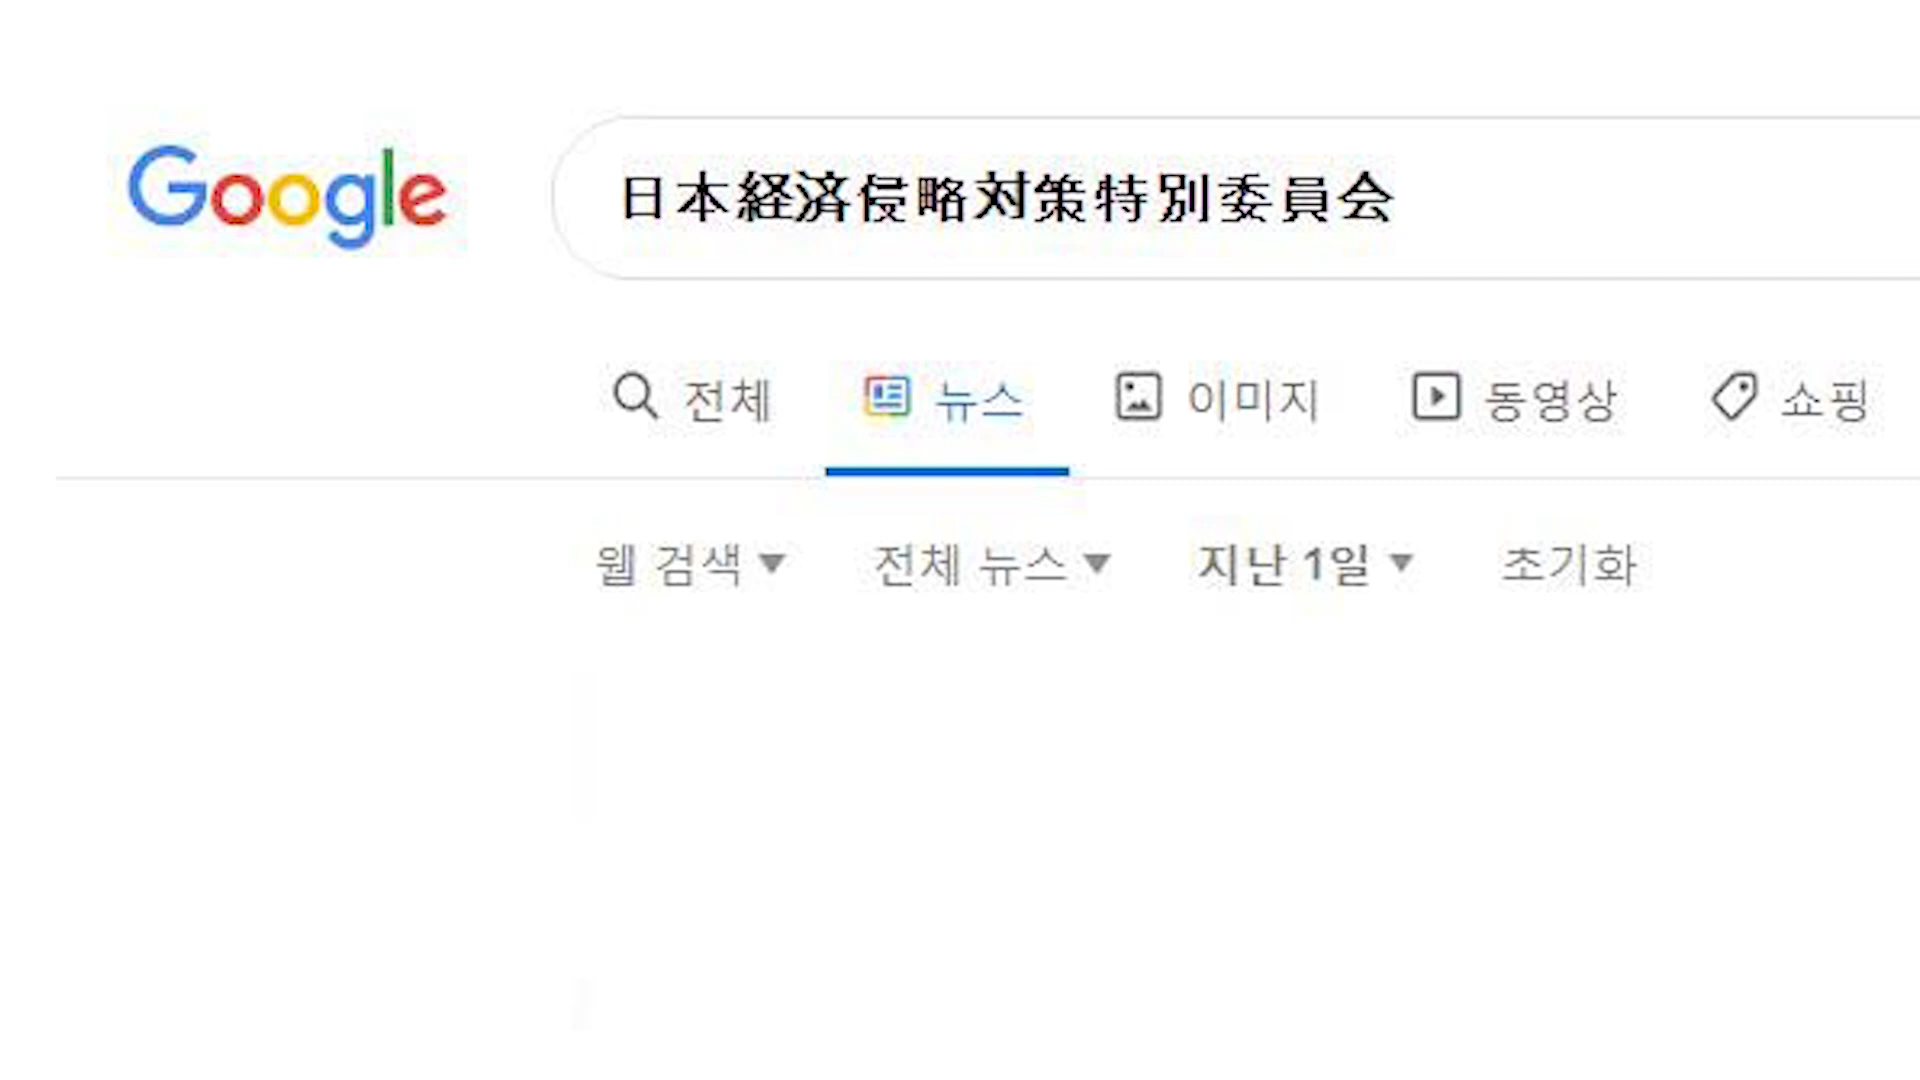 Google
日本経済侵略対策特別委員会
전체 뉴스 이미지 동영상 쇼핑
웹 검색 ▼ 전체 뉴스 ▼ 지난 1일 ▼ 초기화